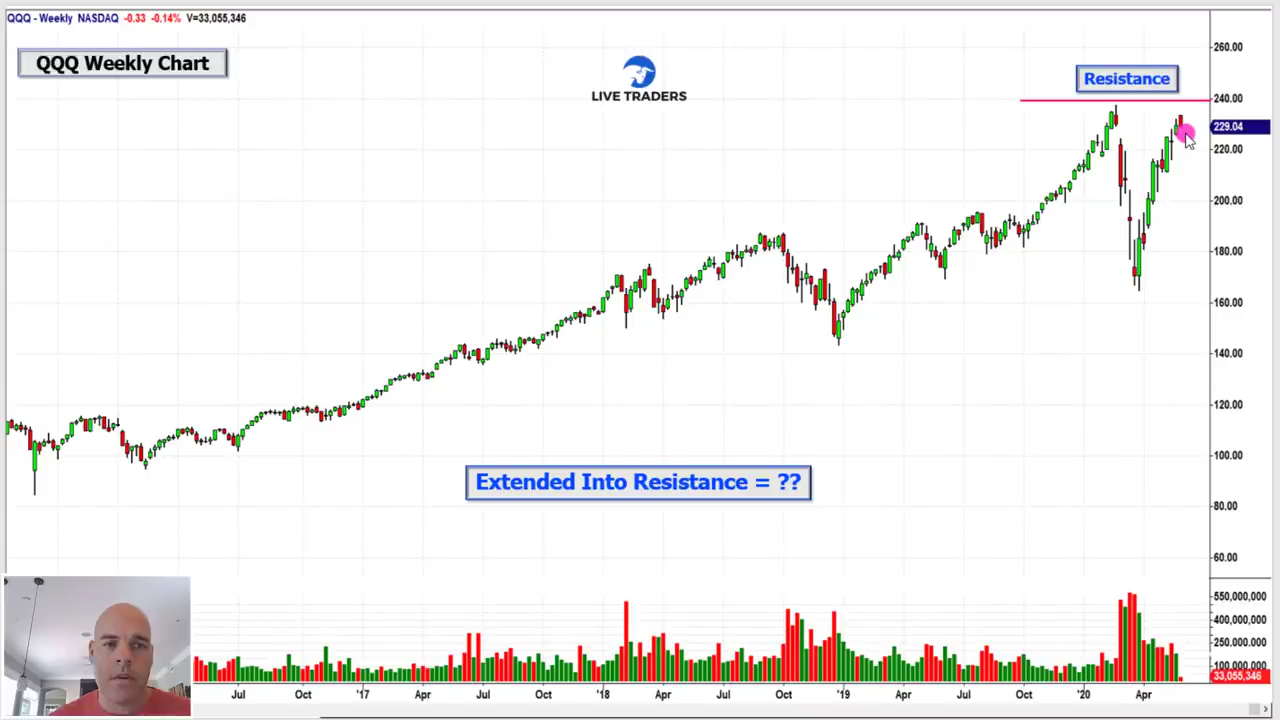 QQQ - Weekly NASDAQ -0.33 -0.14% V=33,055,346
QQQ Weekly Chart
LIVE TRADERS
Resistance
260.00
240.00
229.04
220.00
200.00
180.00
160.00
140.00
120.00
100.00
80.00
60.00
Extended Into Resistance = ??
550,000,000
400,000,000
250,000,000
100,000,000
33,055,346
Jul Oct '17 Apr Jul Oct '18 Apr Jul Oct '19 Apr Jul Oct '20 Apr